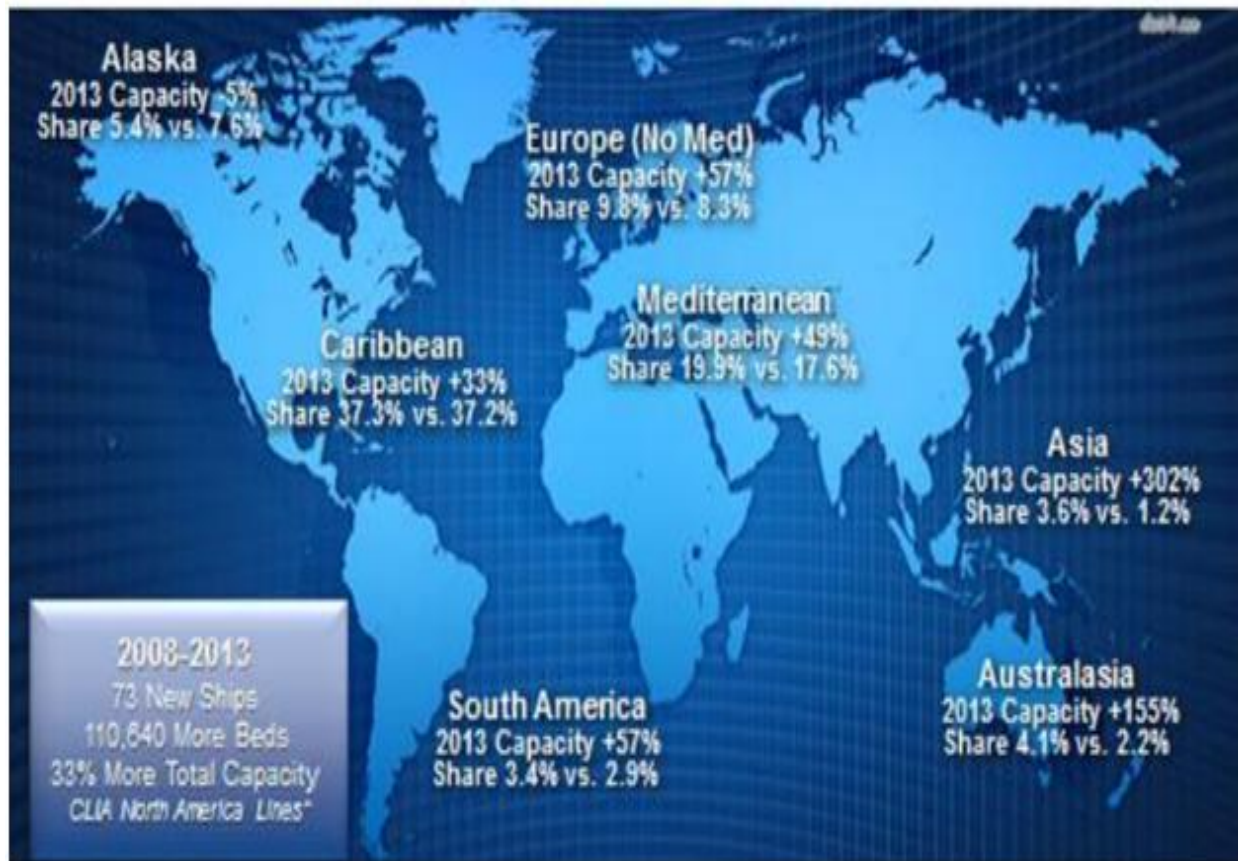 Alaska
2013 Capacity -5%
Share 5.4% vs. 7.6%
Europe (No Med)
2013 Capacity +57%
Share 9.8% vs. 8.3%
Mediterranean
2013 Capacity +49%
Share 19.9% vs. 17.6%
Caribbean
2013 Capacity +33%
Share 37.3% vs. 37.2%
Asia
2013 Capacity +302%
Share 3.6% vs. 1.2%
Australasia
2013 Capacity +155%
Share 4.1% vs. 2.2%
South America
2013 Capacity +57%
Share 3.4% vs. 2.9%
2008-2013
73 New Ships
110,640 More Beds
33% More Total Capacity
CLIA North America Lines*